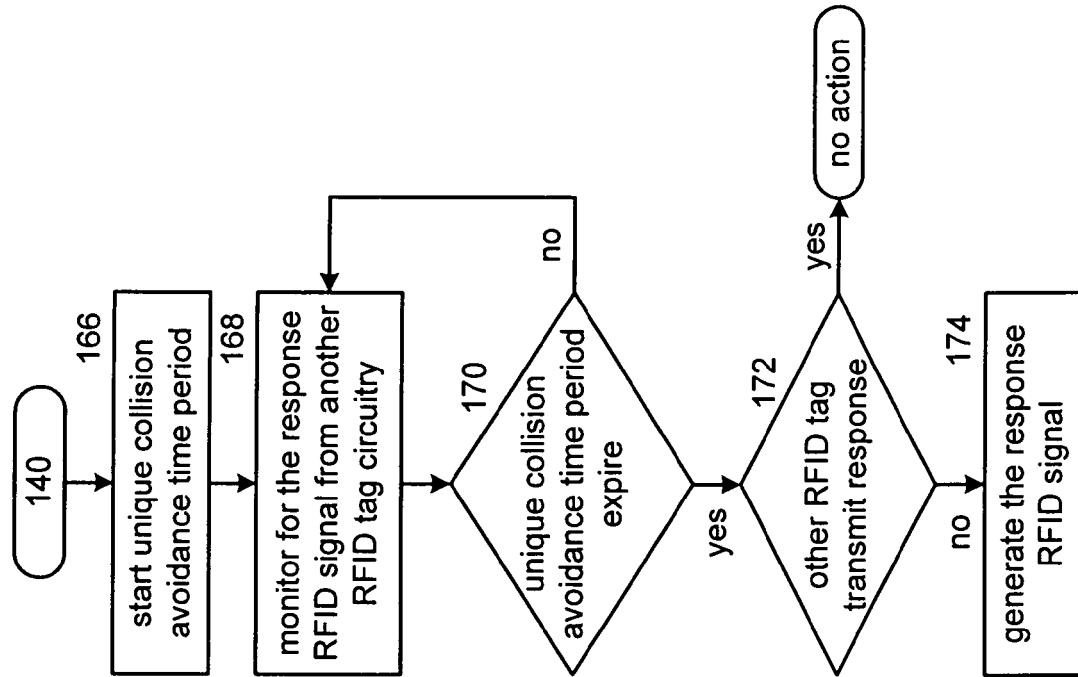 140
166
start unique collision
avoidance time period
168
monitor for the response
RFID signal from another
RFID tag circuitry
170
unique collision
avoidance time period
expire
no
yes
172
other RFID tag
transmit response
yes
no action
no
174
generate the response
RFID signal